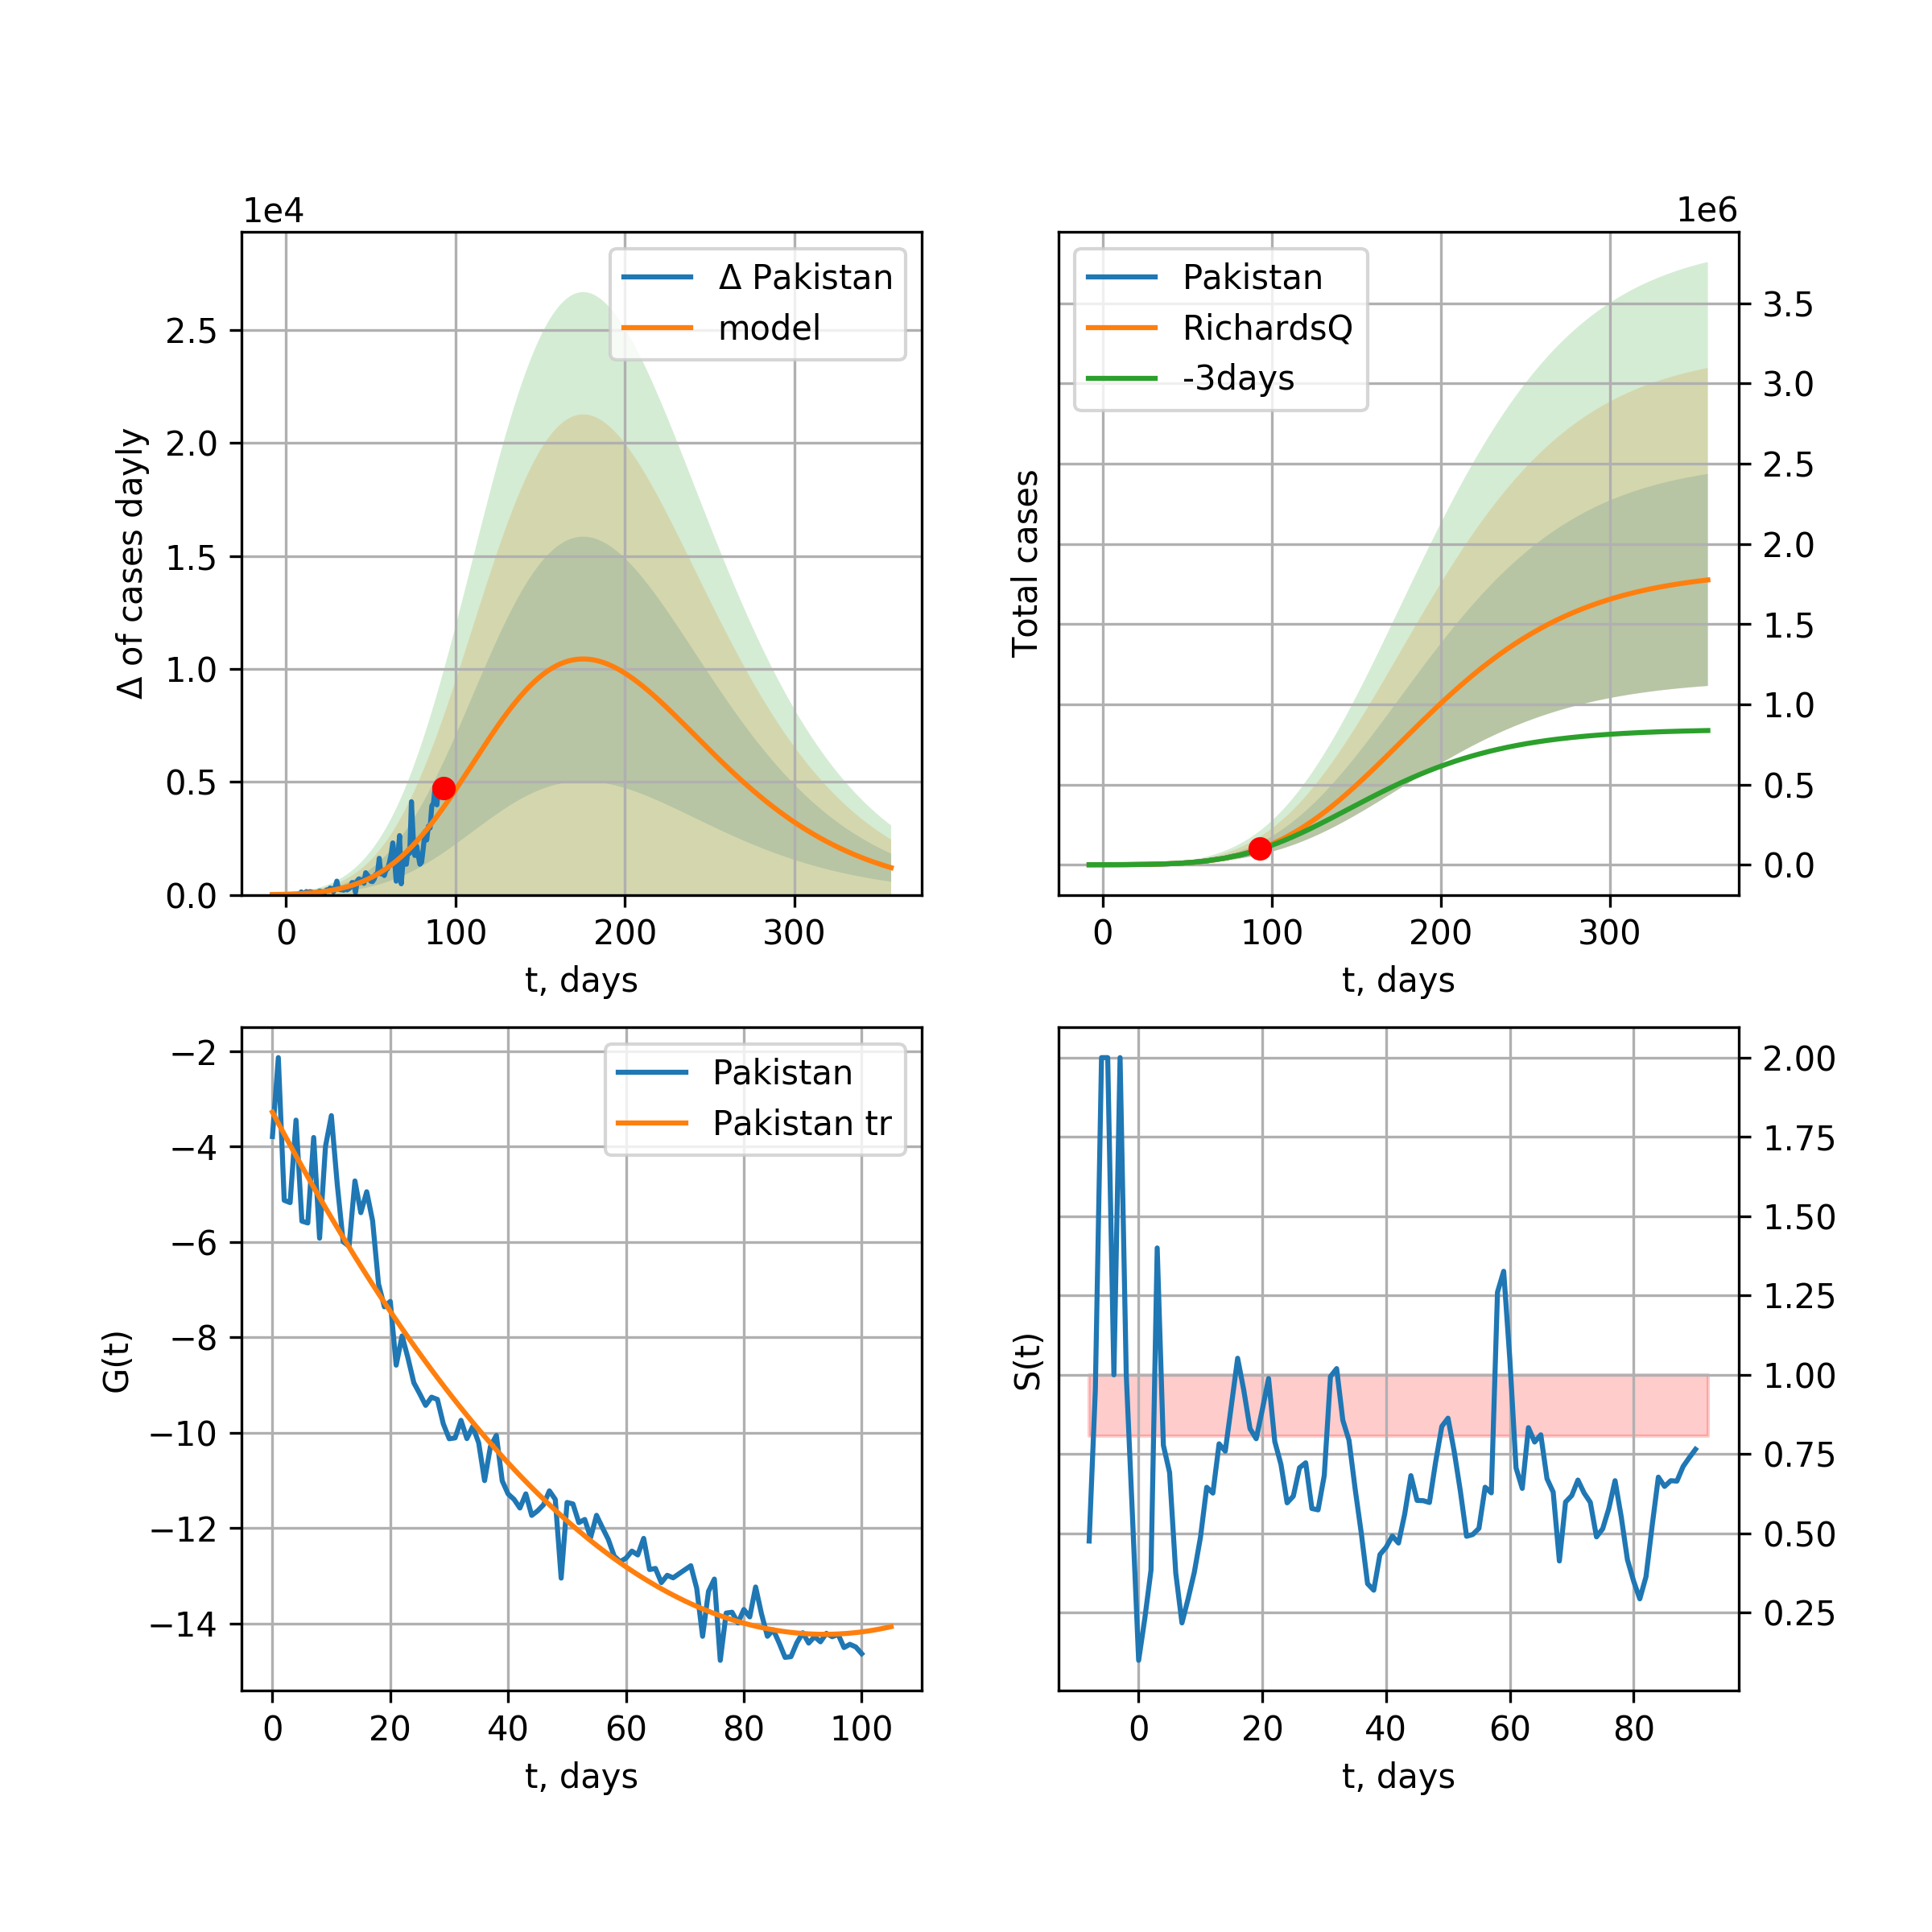 1e4
Δ of cases dayly
2.5
2.0
1.5
1.0
0.5
0.0
Δ Pakistan
model
0 100 200 300
t, days
1e6
Total cases
Pakistan
RichardsQ
-3days
3.5
3.0
2.5
2.0
1.5
1.0
0.5
0.0
0 100 200 300
t, days
G(t)
−2
−4
−6
−8
−10
−12
−14
Pakistan
Pakistan tr
0 20 40 60 80 100
t, days
S(t)
2.00
1.75
1.50
1.25
1.00
0.75
0.50
0.25
0 20 40 60 80
t, days